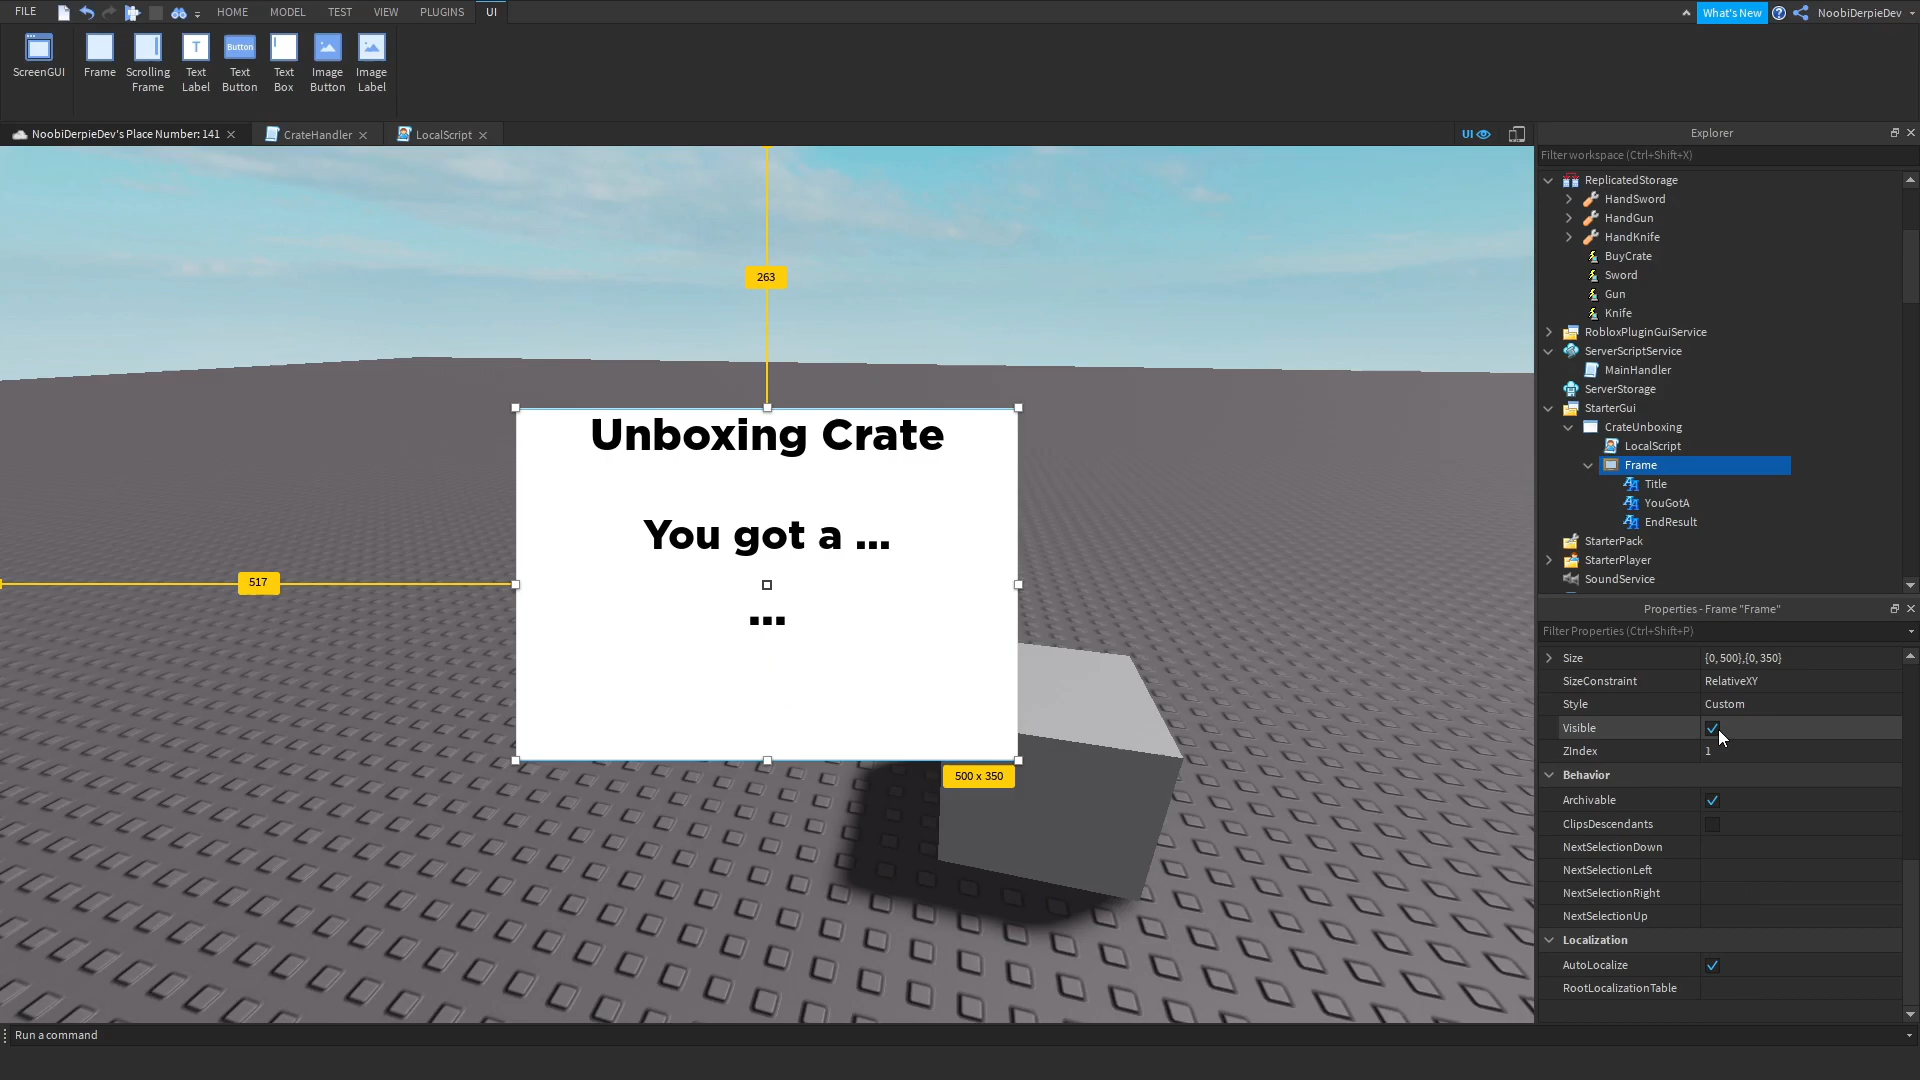 FILE
HOME
MODEL
TEST
VIEW
PLUGINS
UI
What's New
NoobiDerpieDev
ScreenGUI
Frame
Scrolling
Frame
Text
Label
Button
Text
Button
Text
Box
Image
Button
Image
Label
NoobiDerpieDev's Place Number: 141
CrateHandler
LocalScript
UI
Explorer
Filter workspace (Ctrl+Shift+X)
ReplicatedStorage
HandSword
HandGun
HandKnife
BuyCrate
Sword
Gun
Knife
RobloxPluginGuiService
ServerScriptService
MainHandler
ServerStorage
StarterGui
CrateUnboxing
LocalScript
Frame
Title
YouGotA
EndResult
StarterPack
StarterPlayer
SoundService
263
Unboxing Crate
You got a ...
...
517
500 x 350
Properties - Frame "Frame"
Filter Properties (Ctrl+Shift+P)
Size {0, 500},{0, 350}
SizeConstraint RelativeXY
Style Custom
Visible
ZIndex 1
Behavior
Archivable
ClipsDescendants
NextSelectionDown
NextSelectionLeft
NextSelectionRight
NextSelectionUp
Localization
AutoLocalize
RootLocalizationTable
Run a command